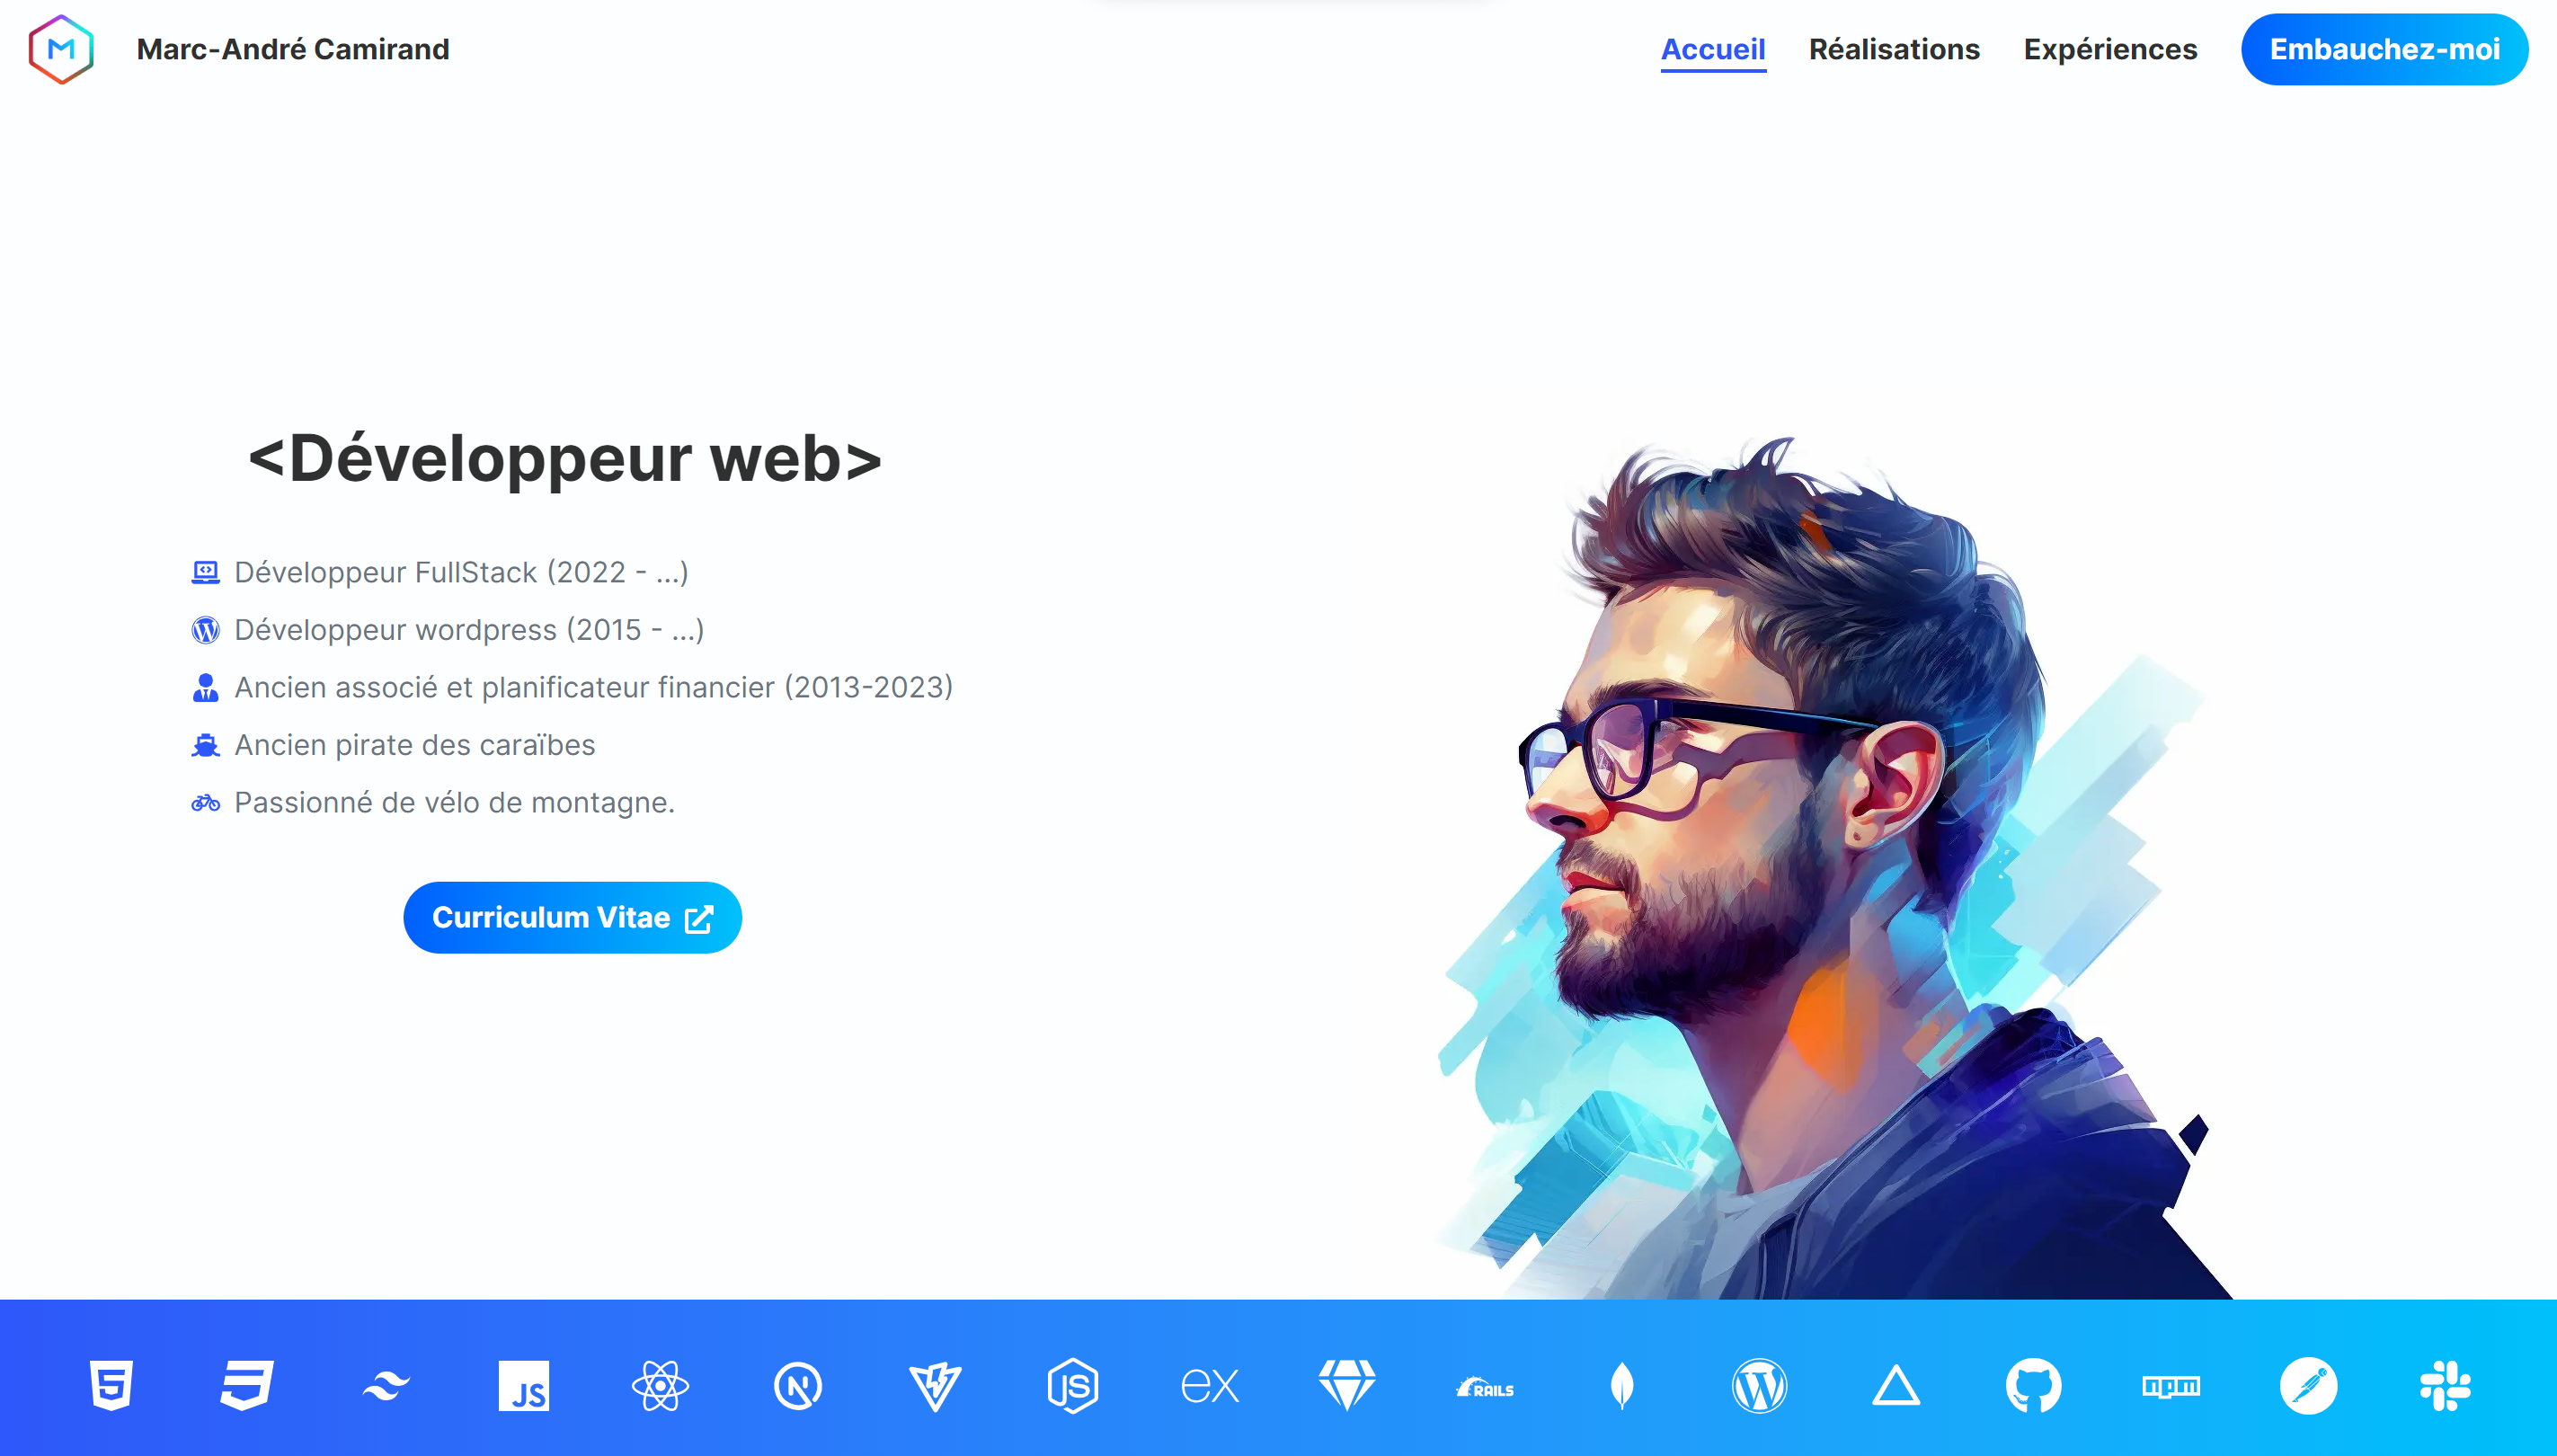 M
Marc-André Camirand
Accueil
Réalisations
Expériences
Embauchez-moi
<Développeur web>
Développeur FullStack (2022 - ...)
Développeur wordpress (2015 - ...)
Ancien associé et planificateur financier (2013-2023)
Ancien pirate des caraïbes
Passionné de vélo de montagne.
Curriculum Vitae
5
JS
N
JS
ex
RAILS
W
npm